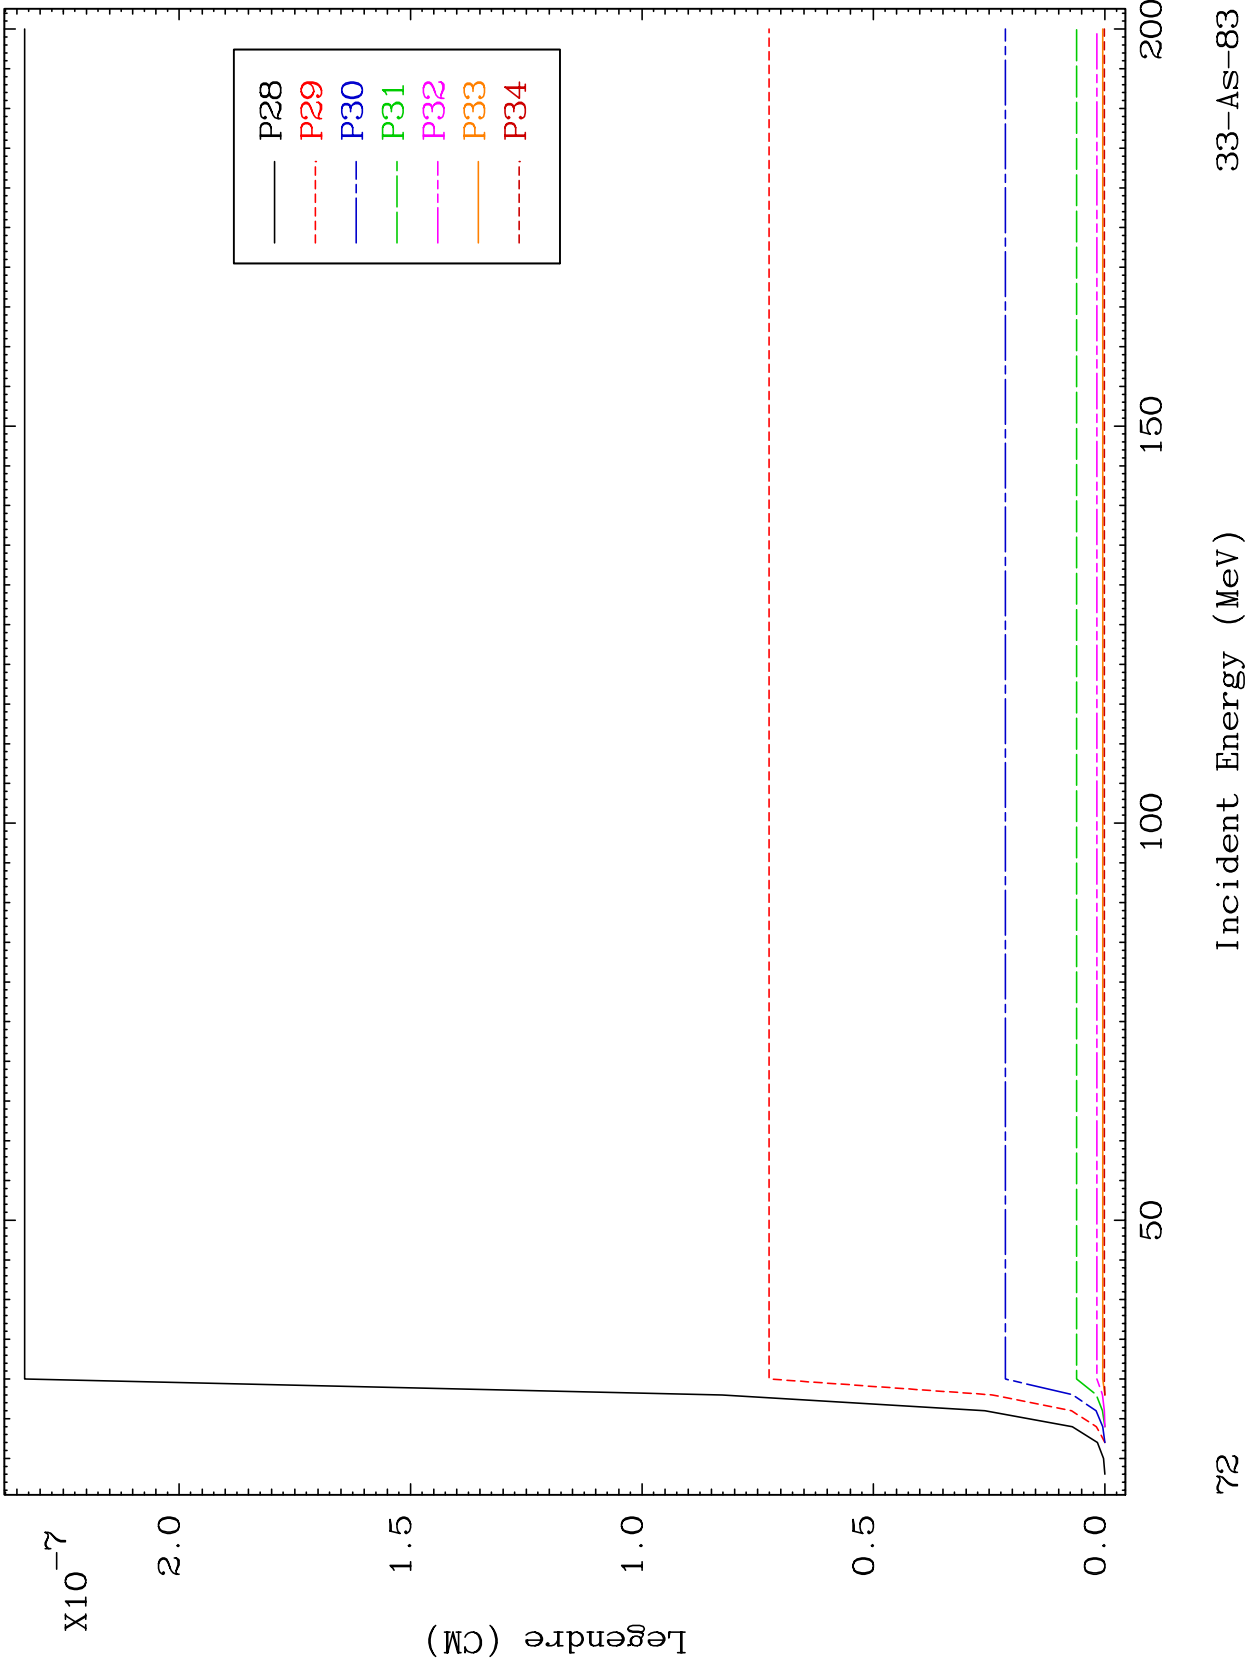 X10-7
2.0
1.5
1.0
0.5
0.0
Legendre (CM)
P28
P29
P30
P31
P32
P33
P34
50
100
150
200
Incident Energy (MeV)
72
33-As-83